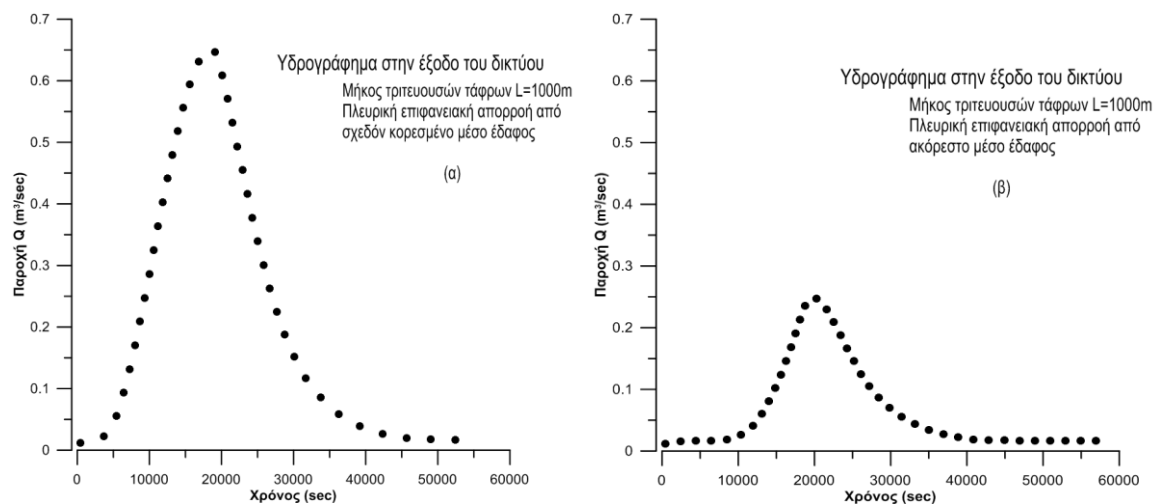 0.7
0.6
0.5
0.4
0.3
0.2
0.1
0
Παροχή Q (m³/sec)
Υδρογράφημα στην έξοδο του δικτύου
Μήκος τριτευουσών τάφρων L=1000m
Πλευρική επιφανειακή απορροή από
σχεδόν κορεσμένο μέσο έδαφος
(α)
0 10000 20000 30000 40000 50000 60000
Χρόνος (sec)
0.7
0.6
0.5
0.4
0.3
0.2
0.1
0
Παροχή Q (m³/sec)
Υδρογράφημα στην έξοδο του δικτύου
Μήκος τριτευουσών τάφρων L=1000m
Πλευρική επιφανειακή απορροή από
ακόρεστο μέσο έδαφος
(β)
0 10000 20000 30000 40000 50000 60000
Χρόνος (sec)